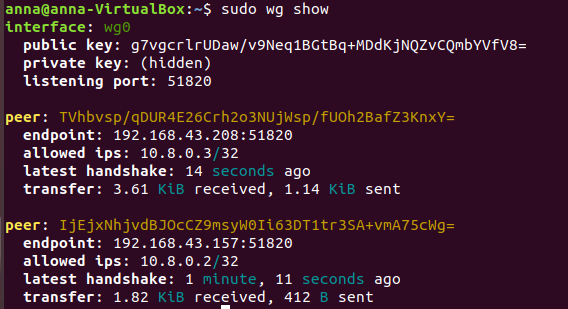 anna@anna-VirtualBox:~$ sudo wg show
interface: wg0
public key: g7vgcrlrUDaw/v9Neq1BGtBq+MDdKjNQZvCQmbYVfV8=
private key: (hidden)
listening port: 51820
peer: TVhbvsp/qDUR4E26Crh2o3NUjWsp/fUOh2BafZ3KnxY=
endpoint: 192.168.43.208:51820
allowed ips: 10.8.0.3/32
latest handshake: 14 seconds ago
transfer: 3.61 KiB received, 1.14 KiB sent
peer: IjEjxNhjvdBJOcCZ9msyW0Ii63DT1tr3SA+vmA75cWg=
endpoint: 192.168.43.157:51820
allowed ips: 10.8.0.2/32
latest handshake: 1 minute, 11 seconds ago
transfer: 1.82 KiB received, 412 B sent